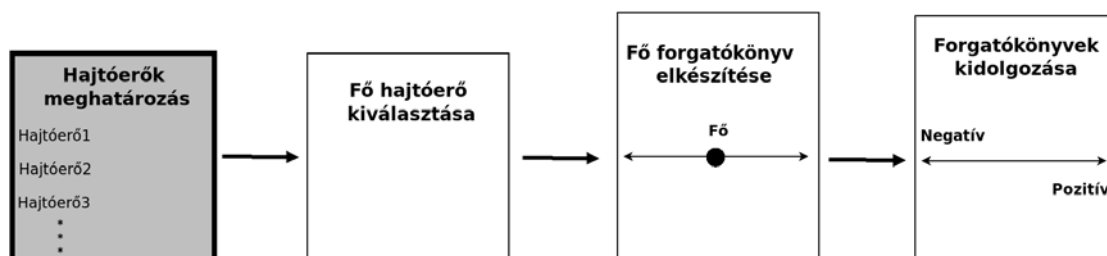 Hajtóerők
meghatározás
Hajtóerő1
Hajtóerő2
Hajtóerő3
*
*
*
Fő hajtóerő
kiválasztása
Fő forgatókönyv
elkészítése
Fő
Forgatókönyvek
kidolgozása
Negatív
Pozitív